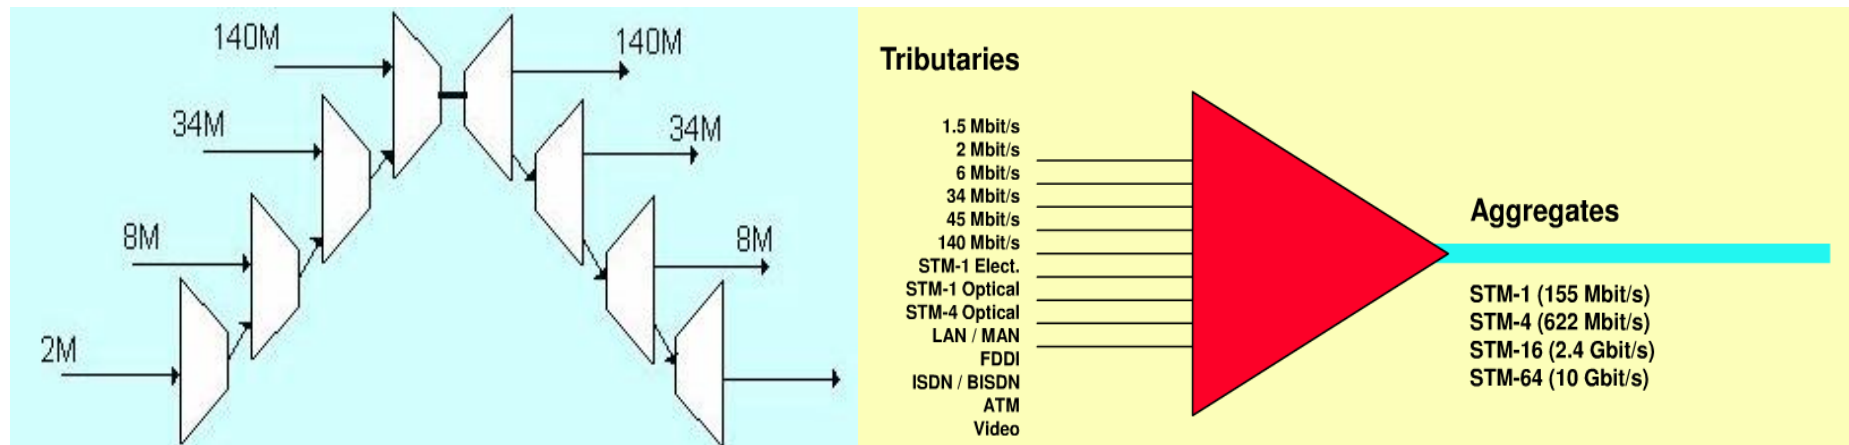 140M
140M
34M
34M
8M
8M
2M
Tributaries
1.5 Mbit/s
2 Mbit/s
6 Mbit/s
34 Mbit/s
45 Mbit/s
140 Mbit/s
STM-1 Elect.
STM-1 Optical
STM-4 Optical
LAN / MAN
FDDI
ISDN / BISDN
ATM
Video
Aggregates
STM-1 (155 Mbit/s)
STM-4 (622 Mbit/s)
STM-16 (2.4 Gbit/s)
STM-64 (10 Gbit/s)